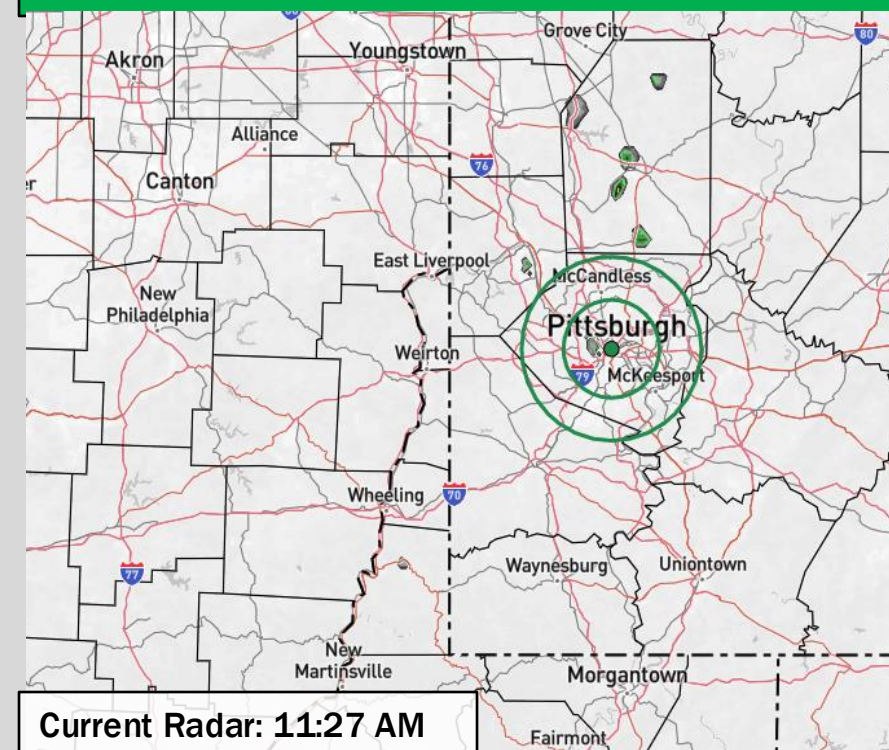 Grove City
80
Youngstown
Akron
Alliance
76
Canton
East Liverpool
McCandless
New
Philadelphia
Pittsburgh
Weirton
79
McKeesport
Wheeling
70
Waynesburg
Uniontown
77
New
Martinsville
Morgantown
Current Radar: 11:27 AM
Fairmont